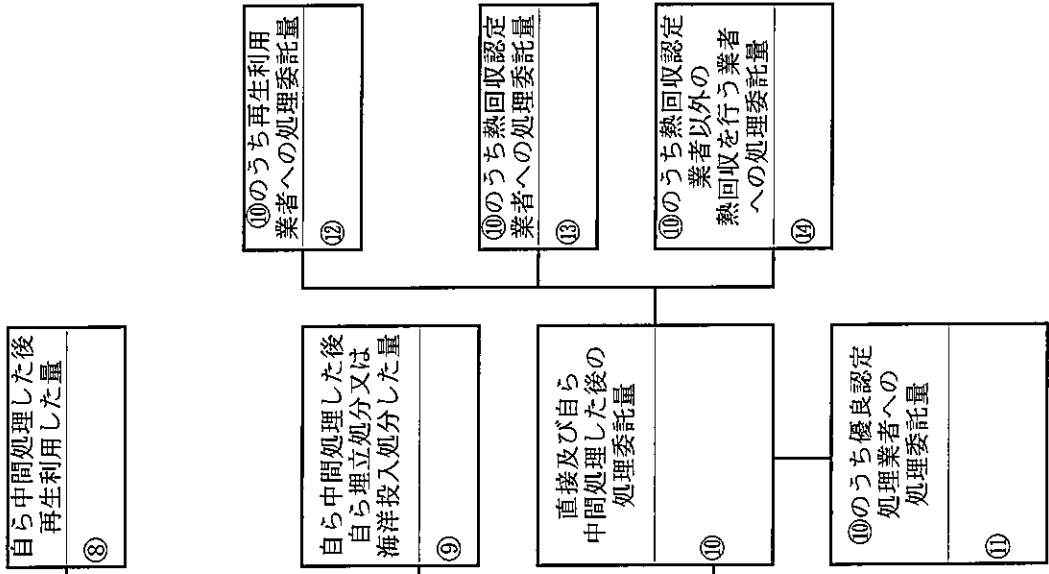 自ら中間処理した後
再生利用した量
⑧
自ら中間処理した後
自ら埋立処分又は
海洋投入処分した量
⑨
直接及び自ら
中間処理した後の
処理委託量
⑩
⑩のうち優良認定
処理業者への
処理委託量
⑪
⑩のうち再生利用
業者への処理委託量
⑫
⑩のうち熱回収認定
業者への処理委託量
⑬
⑩のうち熱回収認定
業者以外の
熱回収を行う業者
への処理委託量
⑭